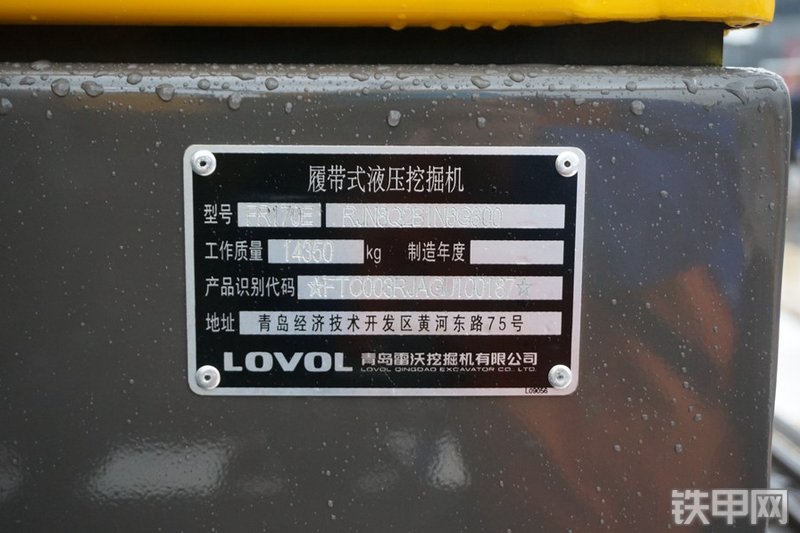 履带式液压挖掘机
型号 FR170E
工作质量 14350 kg 制造年度
产品识别代码
地址 青岛经济技术开发区黄河东路75号
LOVOL 青岛雷沃挖掘机有限公司
LOVOL QINGDAO EXCAVATOR CO., LTD.
L09056
铁甲网